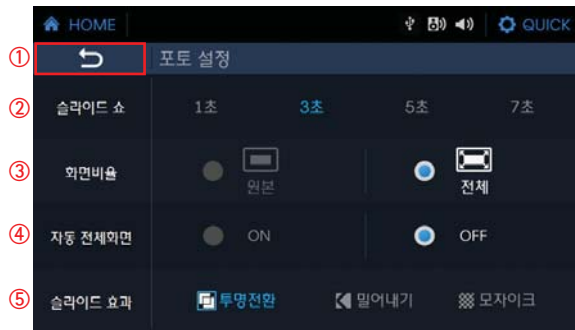 HOME QUICK
① 포토 설정
② 슬라이드 쇼 1초 3초 5초 7초
③ 화면비율 원본 전체
④ 자동 전체화면 ON OFF
⑤ 슬라이드 효과 투명전환 밀어내기 모자이크